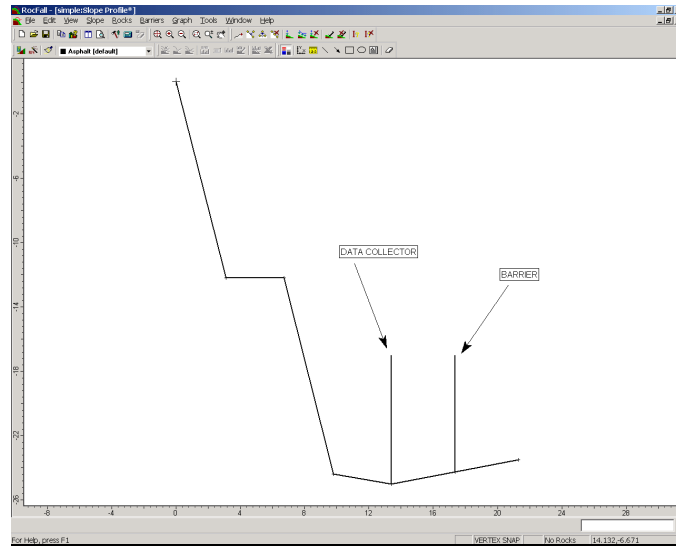 RocFall - [simple:Slope Profile*]
File Edit View Slope Rocks Barriers Graph Tools Window Help
Asphalt [default]
-2
-6
-10
DATA COLLECTOR
BARRIER
-14
-18
-22
-26
-8 -4 0 4 8 12 16 20 24 28
For Help, press F1 VERTEX SNAP No Rocks 14.132,-6.671